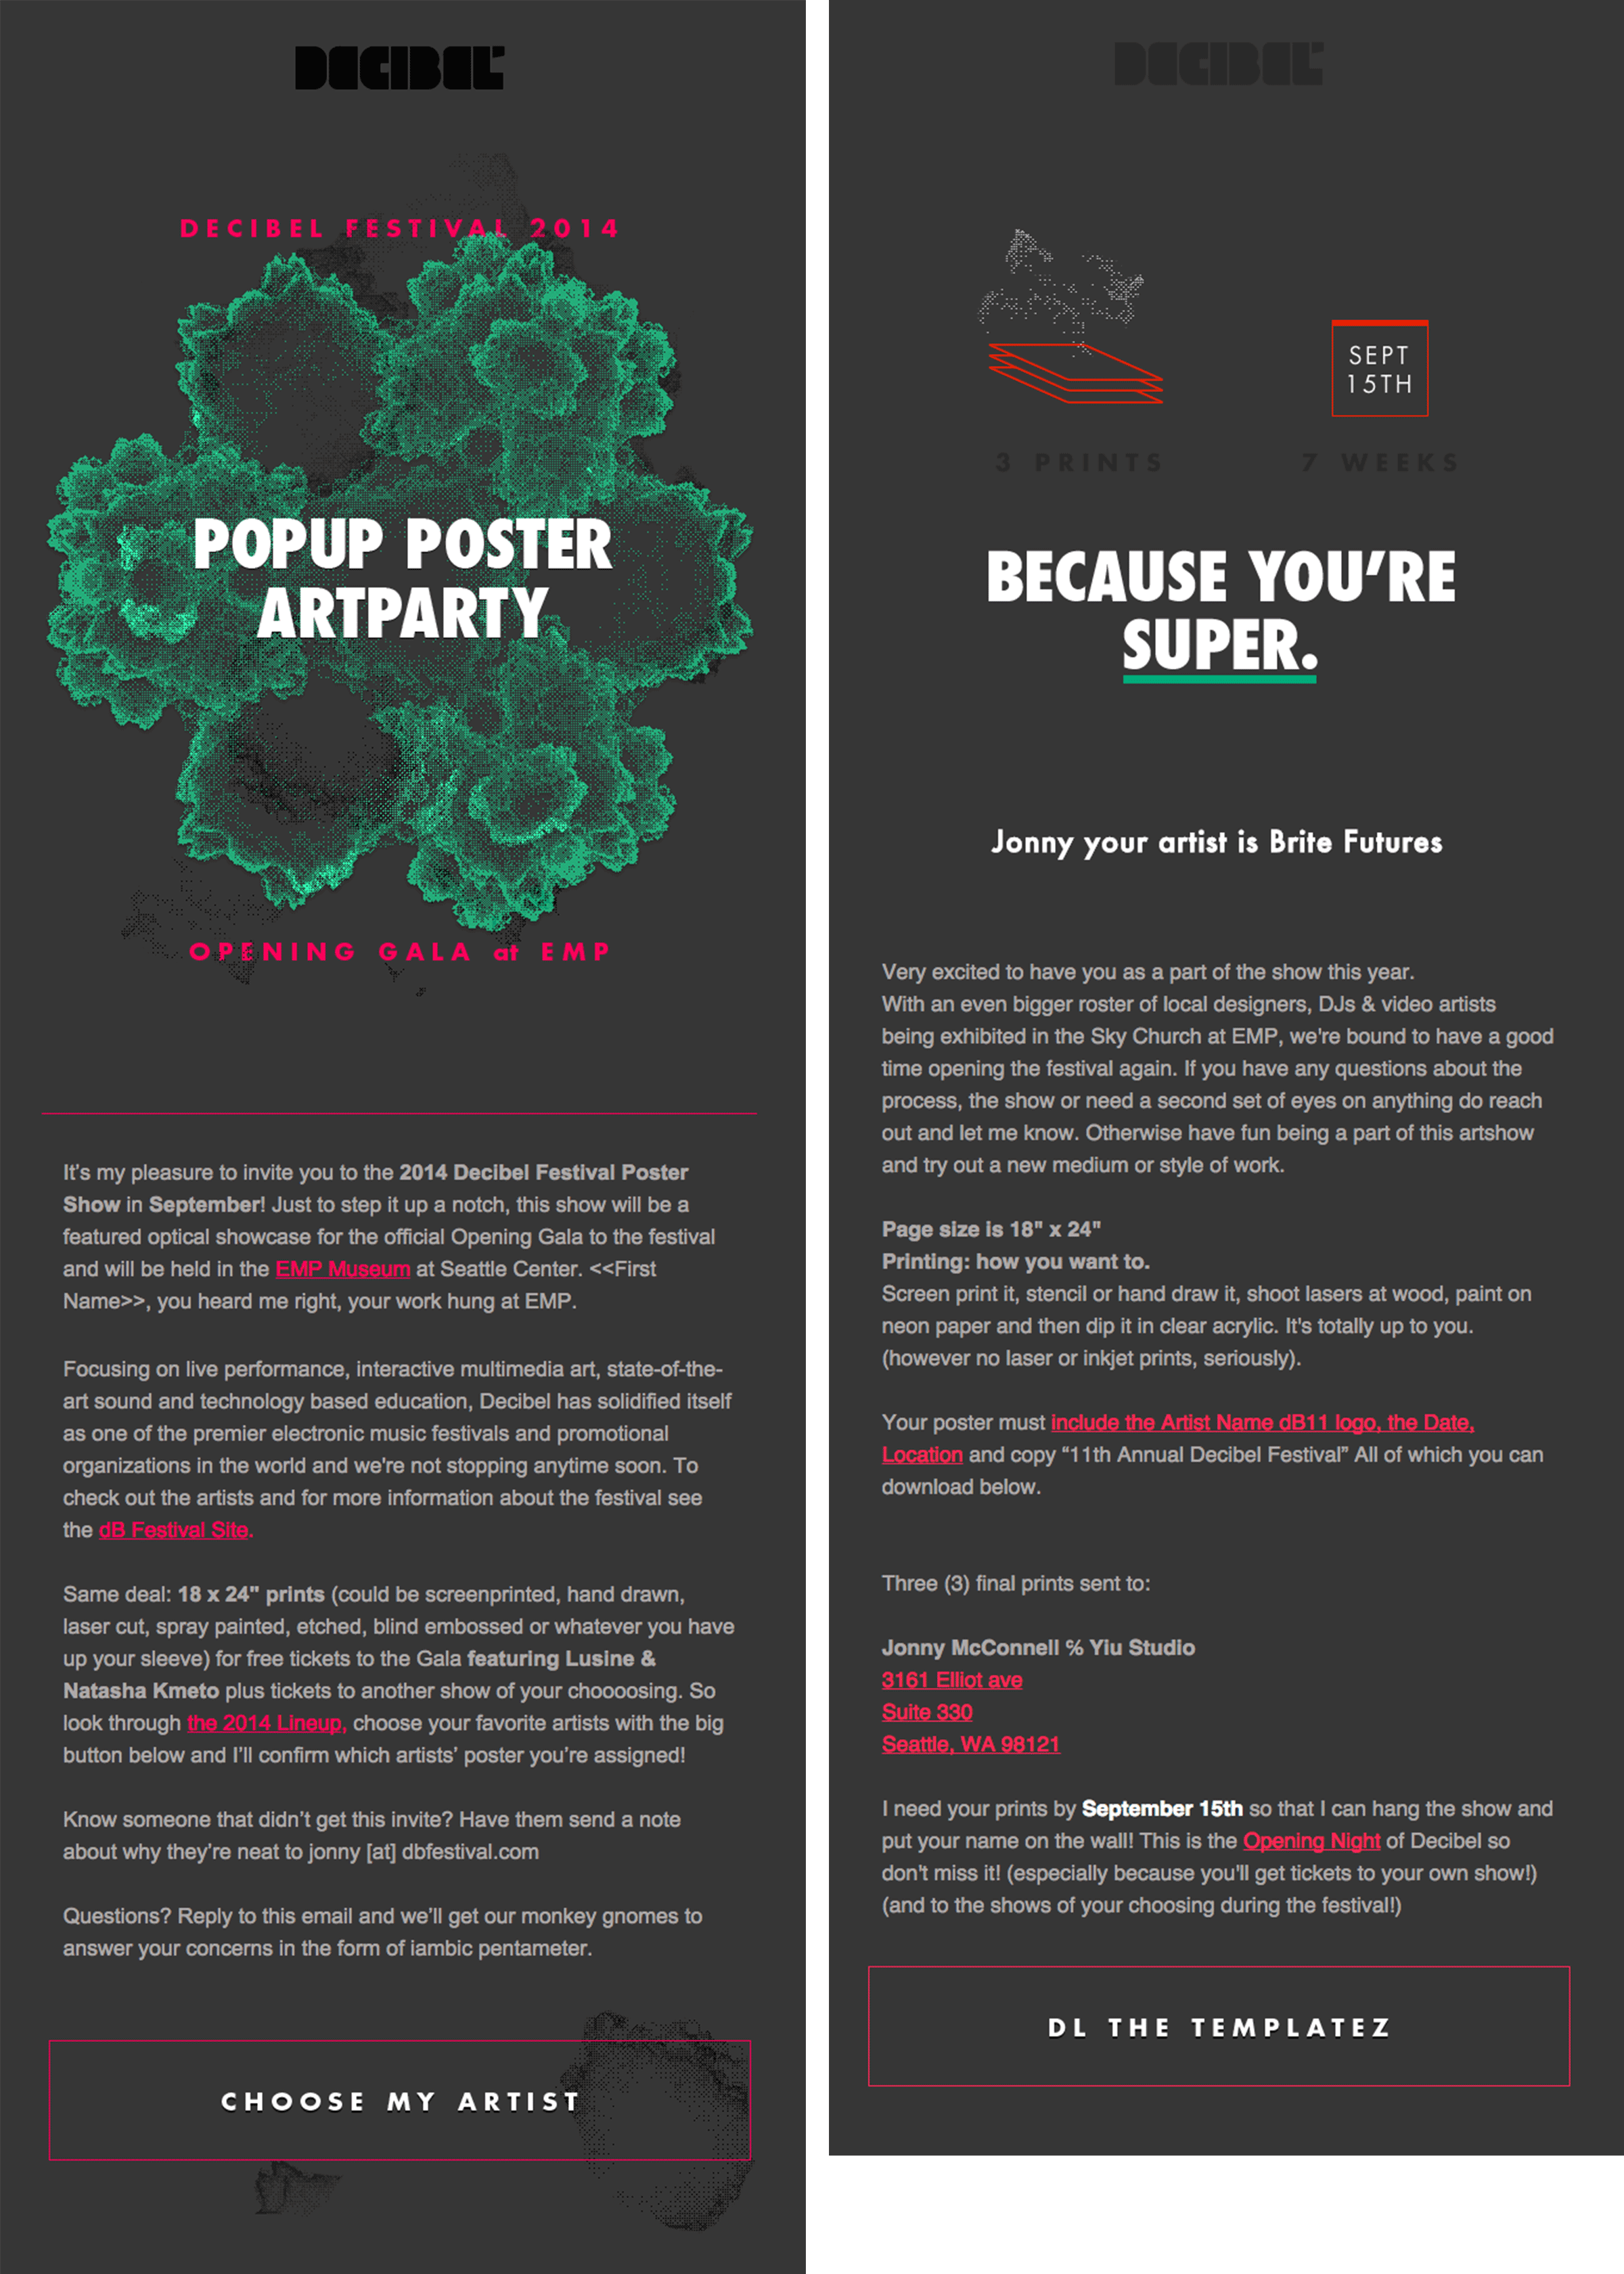 DECIBEL
DECIBEL FESTIVAL 2014
POPUP POSTER
ARTPARTY
OPENING GALA at EMP
It's my pleasure to invite you to the 2014 Decibel Festival Poster
Show in September! Just to step it up a notch, this show will be a
featured optical showcase for the official Opening Gala to the festival
and will be held in the EMP Museum at Seattle Center. <<First
Name>>, you heard me right, your work hung at EMP.
Focusing on live performance, interactive multimedia art, state-of-the-
art sound and technology based education, Decibel has solidified itself
as one of the premier electronic music festivals and promotional
organizations in the world and we're not stopping anytime soon. To
check out the artists and for more information about the festival see
the dB Festival Site.
Same deal: 18 x 24" prints (could be screenprinted, hand drawn,
laser cut, spray painted, etched, blind embossed or whatever you have
up your sleeve) for free tickets to the Gala featuring Lusine &
Natasha Kmeto plus tickets to another show of your choooosing. So
look through the 2014 Lineup, choose your favorite artists with the big
button below and I'll confirm which artists' poster you're assigned!
Know someone that didn't get this invite? Have them send a note
about why they're neat to jonny [at] dbfestival.com
Questions? Reply to this email and we'll get our monkey gnomes to
answer your concerns in the form of iambic pentameter.
CHOOSE MY ARTIST
DECIBEL
SEPT
15TH
3 PRINTS
7 WEEKS
BECAUSE YOU'RE
SUPER.
Jonny your artist is Brite Futures
Very excited to have you as a part of the show this year.
With an even bigger roster of local designers, DJs & video artists
being exhibited in the Sky Church at EMP, we're bound to have a good
time opening the festival again. If you have any questions about the
process, the show or need a second set of eyes on anything do reach
out and let me know. Otherwise have fun being a part of this artshow
and try out a new medium or style of work.
Page size is 18" x 24"
Printing: how you want to.
Screen print it, stencil or hand draw it, shoot lasers at wood, paint on
neon paper and then dip it in clear acrylic. It's totally up to you.
(however no laser or inkjet prints, seriously).
Your poster must include the Artist Name dB11 logo, the Date,
Location and copy “11th Annual Decibel Festival” All of which you can
download below.
Three (3) final prints sent to:
Jonny McConnell ℅ Yiu Studio
3161 Elliot ave
Suite 330
Seattle, WA 98121
I need your prints by September 15th so that I can hang the show and
put your name on the wall! This is the Opening Night of Decibel so
don't miss it! (especially because you'll get tickets to your own show!)
(and to the shows of your choosing during the festival!)
DL THE TEMPLATEZ